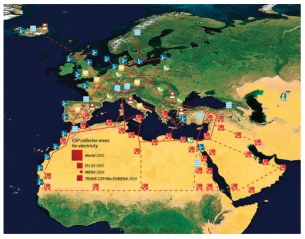 CSP collector areas
for electricity
World 2005
EU-25 2005
MENA 2005
TRANS-CSP Mix EUMENA 2050